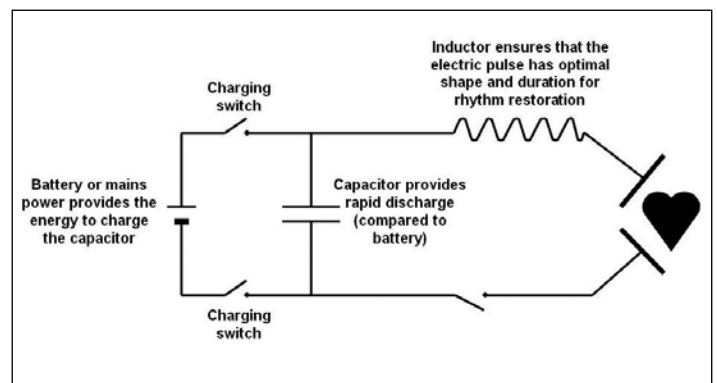 Inductor ensures that the
electric pulse has optimal
shape and duration for
rhythm restoration
Charging
switch
Battery or mains
power provides the
energy to charge
the capacitor
Capacitor provides
rapid discharge
(compared to
battery)
Charging
switch